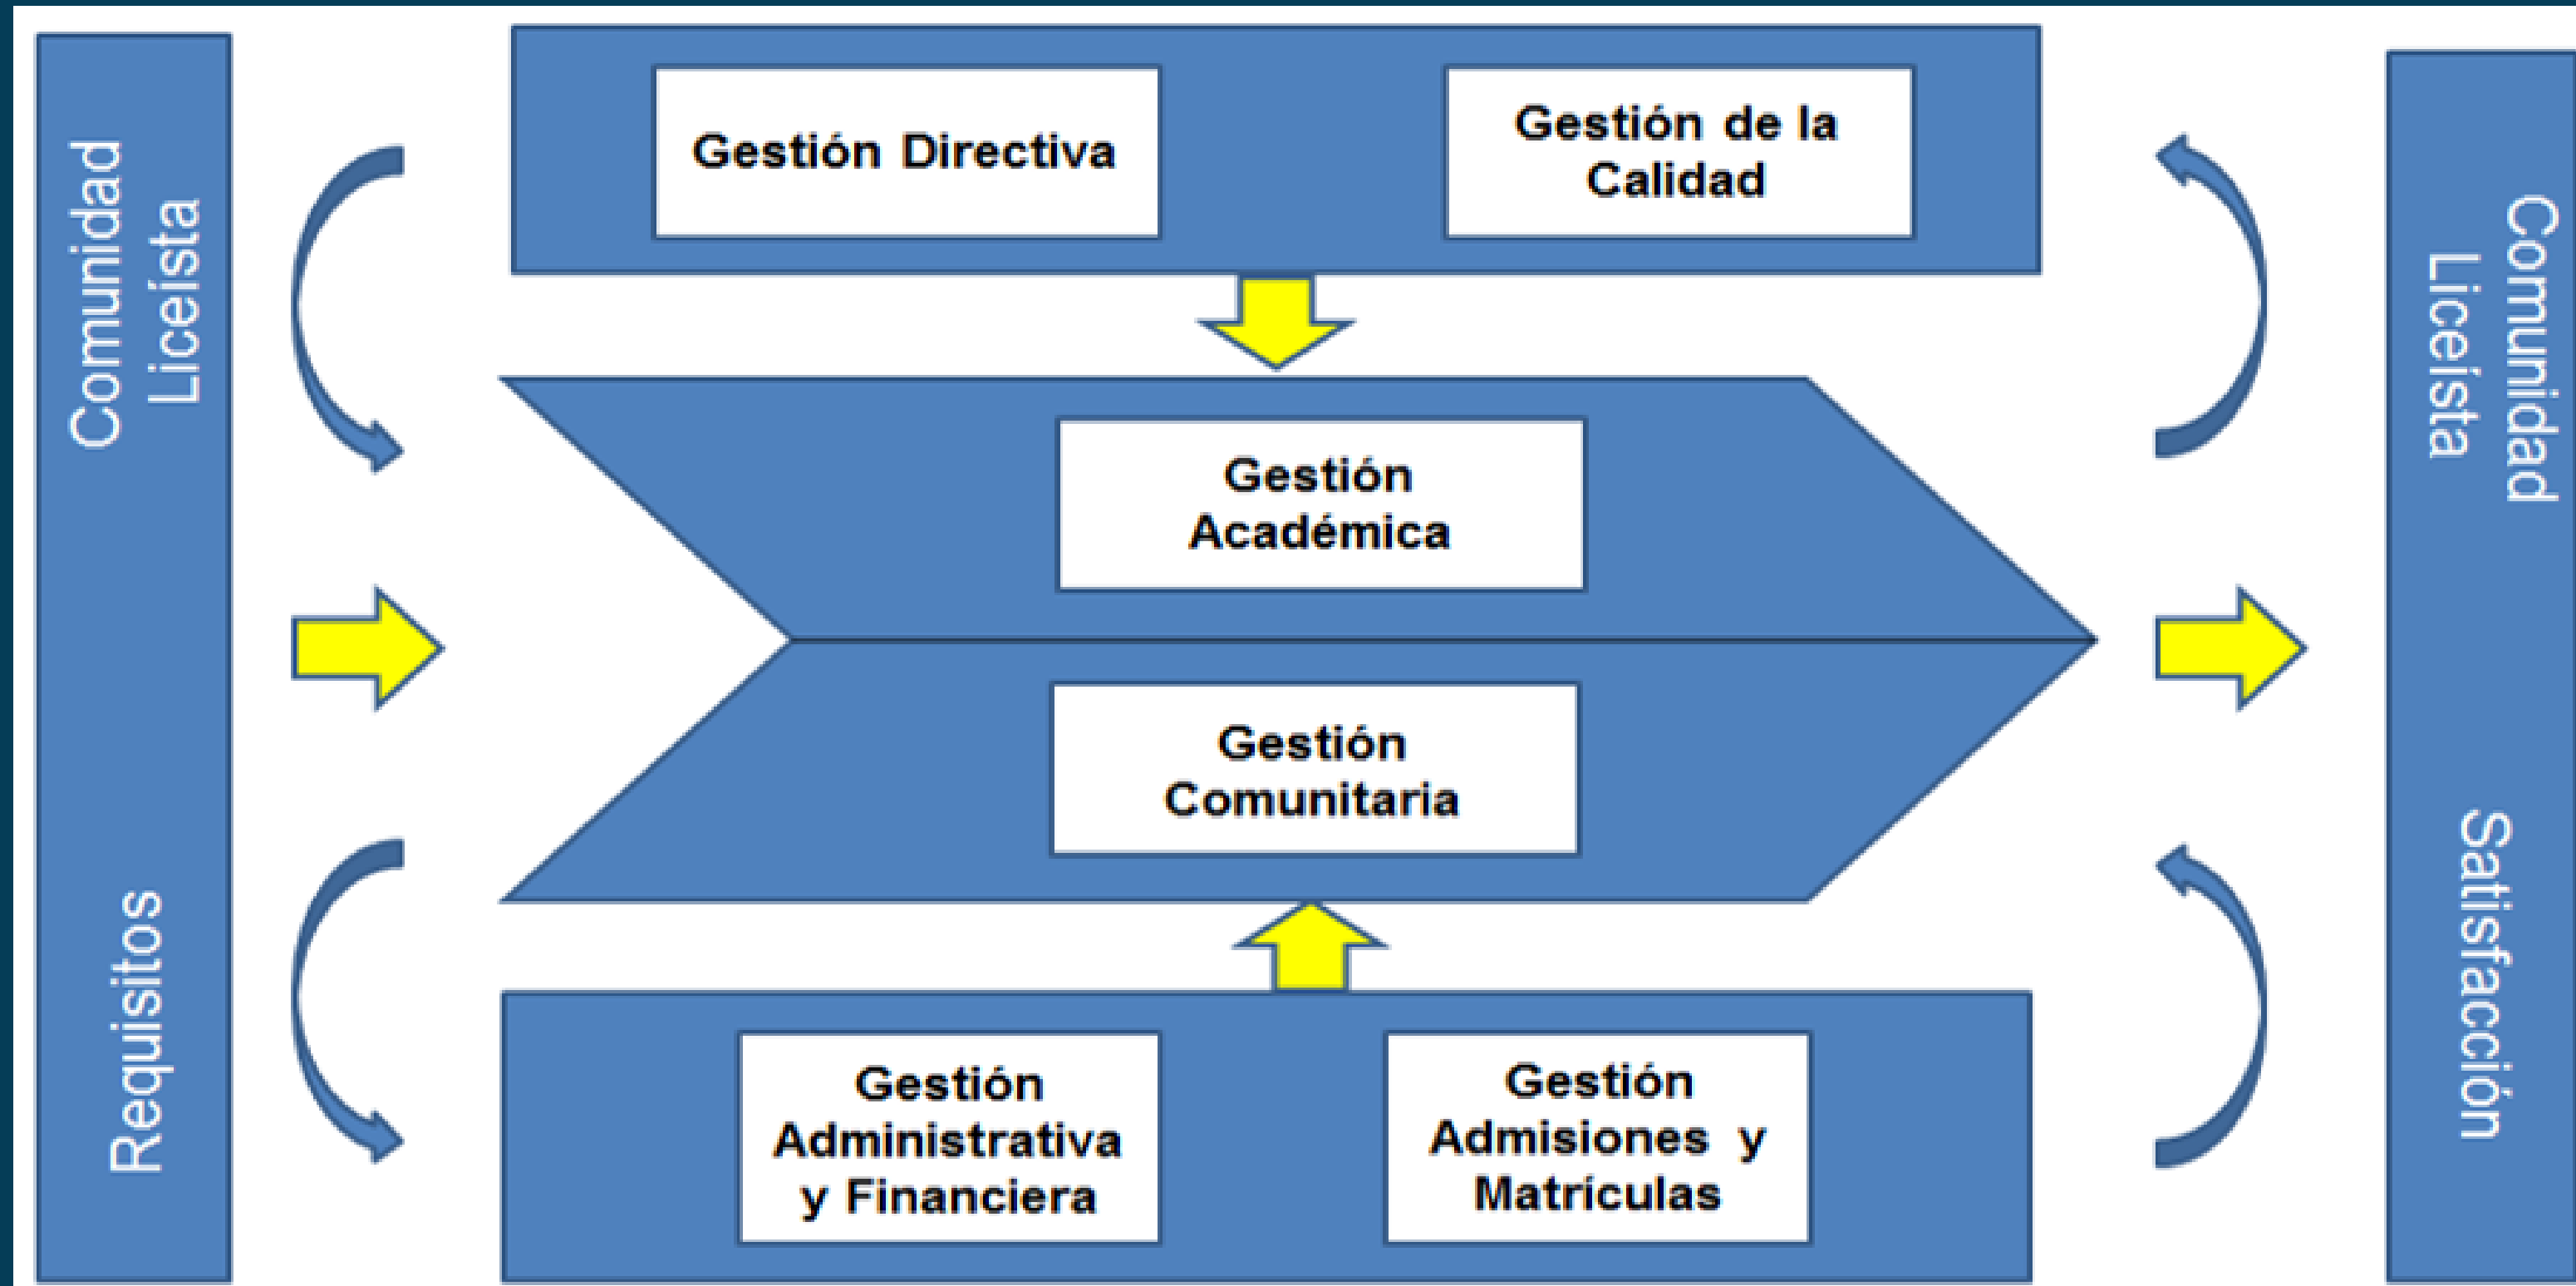 Comunidad
Liceísta
Requisitos
Gestión Directiva
Gestión de la
Calidad
Gestión
Académica
Gestión
Comunitaria
Gestión
Administrativa
y Financiera
Gestión
Admisiones y
Matrículas
Comunidad
Liceísta
Satisfacción